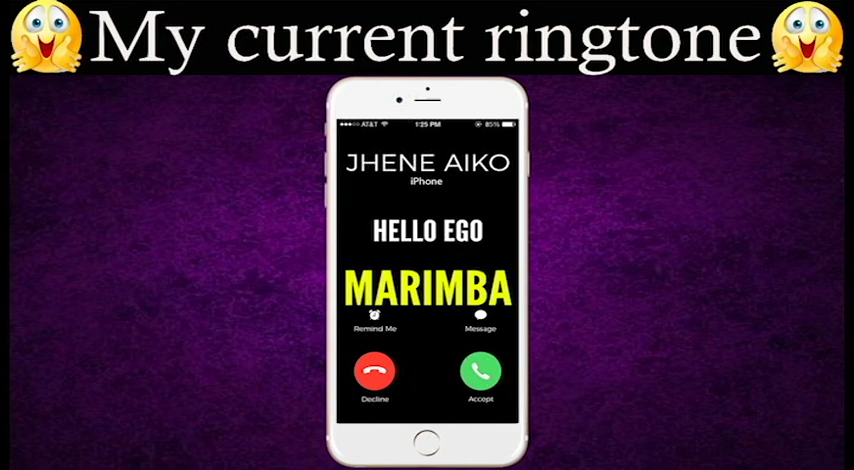 My current ringtone
AT&T 1:25 PM 85%
JHENE AIKO
iPhone
HELLO EGO
MARIMBA
Remind Me Message
Decline Accept